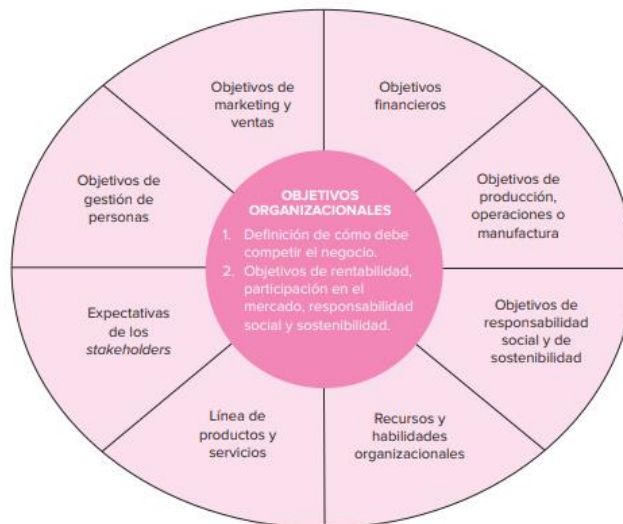 Objetivos de
marketing y
ventas
Objetivos
financieros
Objetivos de
gestión de
personas
OBJETIVOS
ORGANIZACIONALES
1. Definición de cómo debe
competir el negocio.
2. Objetivos de rentabilidad,
participación en el
mercado, responsabilidad
social y sostenibilidad.
Objetivos de
producción,
operaciones o
manufactura
Expectativas
de los
stakeholders
Objetivos de
responsabilidad
social y de
sostenibilidad
Línea de
productos y
servicios
Recursos y
habilidades
organizacionales